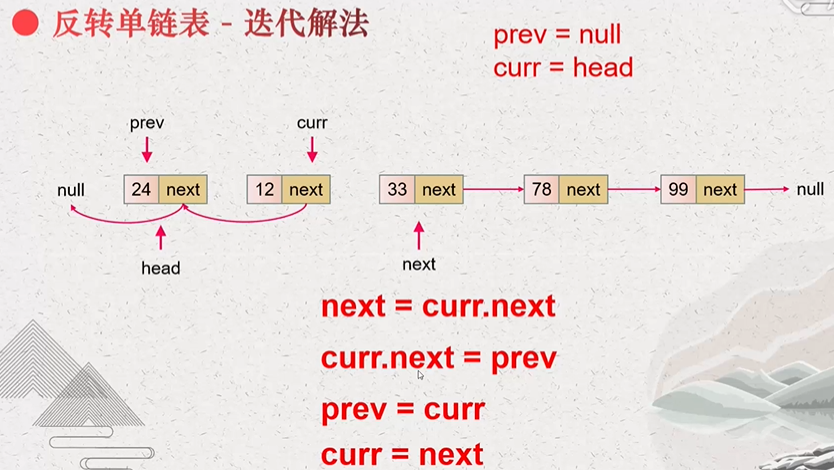 反转单链表 - 迭代解法
prev = null
curr = head
prev curr
null 24 next 12 next 33 next 78 next 99 next null
head next
next = curr.next
curr.next = prev
prev = curr
curr = next